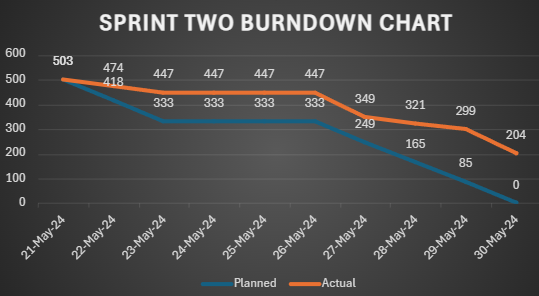 SPRINT TWO BURNDOWN CHART
600
500
400
300
200
100
0
503
474
447
447
447
447
349
321
299
204
418
333
333
333
333
249
165
85
0
21-May-24
22-May-24
23-May-24
24-May-24
25-May-24
26-May-24
27-May-24
28-May-24
29-May-24
30-May-24
Planned
Actual